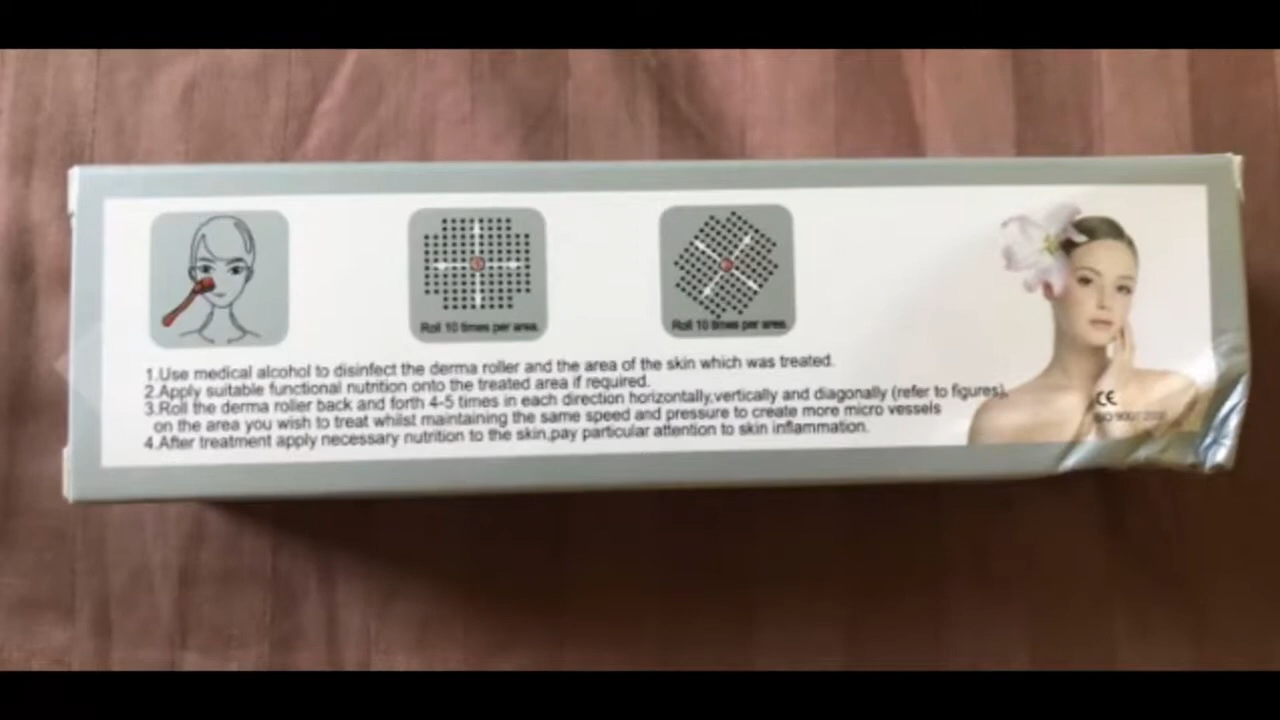 Roll 10 times per area.
Roll 10 times per area.
1.Use medical alcohol to disinfect the derma roller and the area of the skin which was treated.
2.Apply suitable functional nutrition onto the treated area if required.
3.Roll the derma roller back and forth 4-5 times in each direction horizontally,vertically and diagonally (refer to figures),
on the area you wish to treat whilst maintaining the same speed and pressure to create more micro vessels
4.After treatment apply necessary nutrition to the skin,pay particular attention to skin inflammation.
CE
ISO 9001